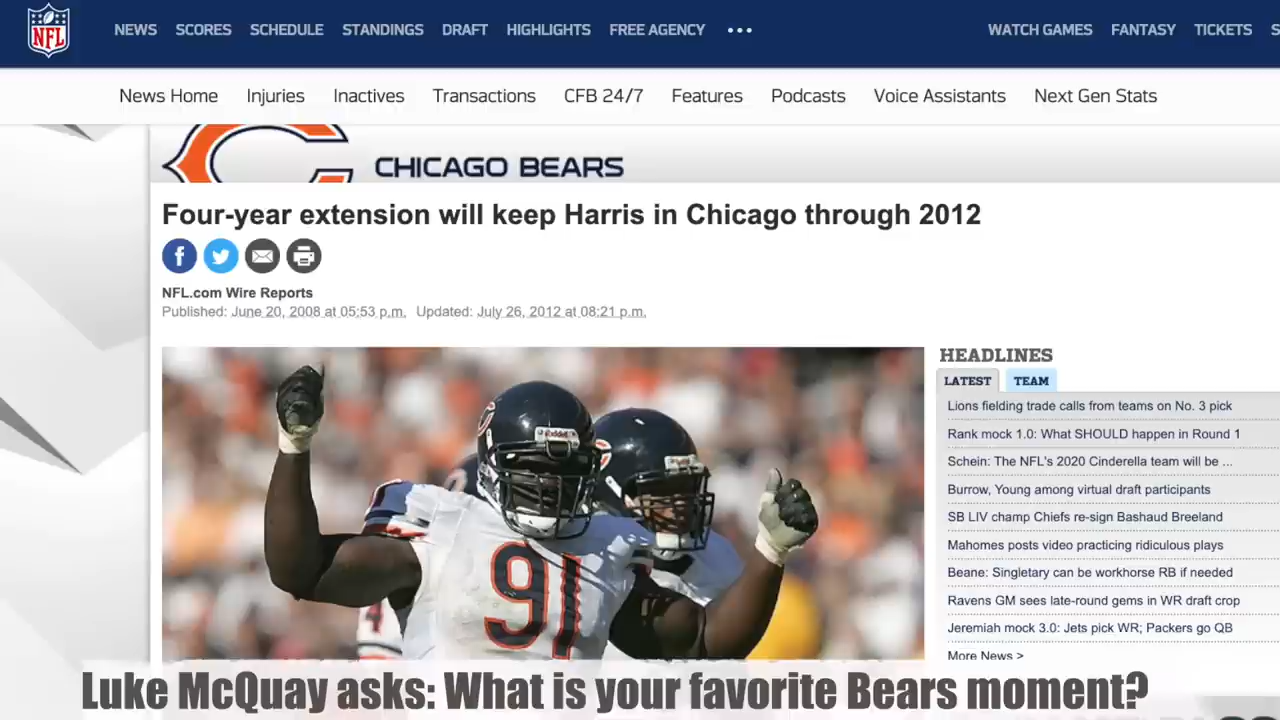 NFL
NEWS SCORES SCHEDULE STANDINGS DRAFT HIGHLIGHTS FREE AGENCY ••• WATCH GAMES FANTASY TICKETS S
News Home Injuries Inactives Transactions CFB 24/7 Features Podcasts Voice Assistants Next Gen Stats
CHICAGO BEARS
Four-year extension will keep Harris in Chicago through 2012
NFL.com Wire Reports
Published: June 20, 2008 at 05:53 p.m. Updated: July 26, 2012 at 08:21 p.m.
HEADLINES
LATEST TEAM
Lions fielding trade calls from teams on No. 3 pick
Rank mock 1.0: What SHOULD happen in Round 1
Schein: The NFL's 2020 Cinderella team will be ...
Burrow, Young among virtual draft participants
SB LIV champ Chiefs re-sign Bashaud Breeland
Mahomes posts video practicing ridiculous plays
Beane: Singletary can be workhorse RB if needed
Ravens GM sees late-round gems in WR draft crop
Jeremiah mock 3.0: Jets pick WR; Packers go QB
More News >
Riddell
91
Luke McQuay asks: What is your favorite Bears moment?